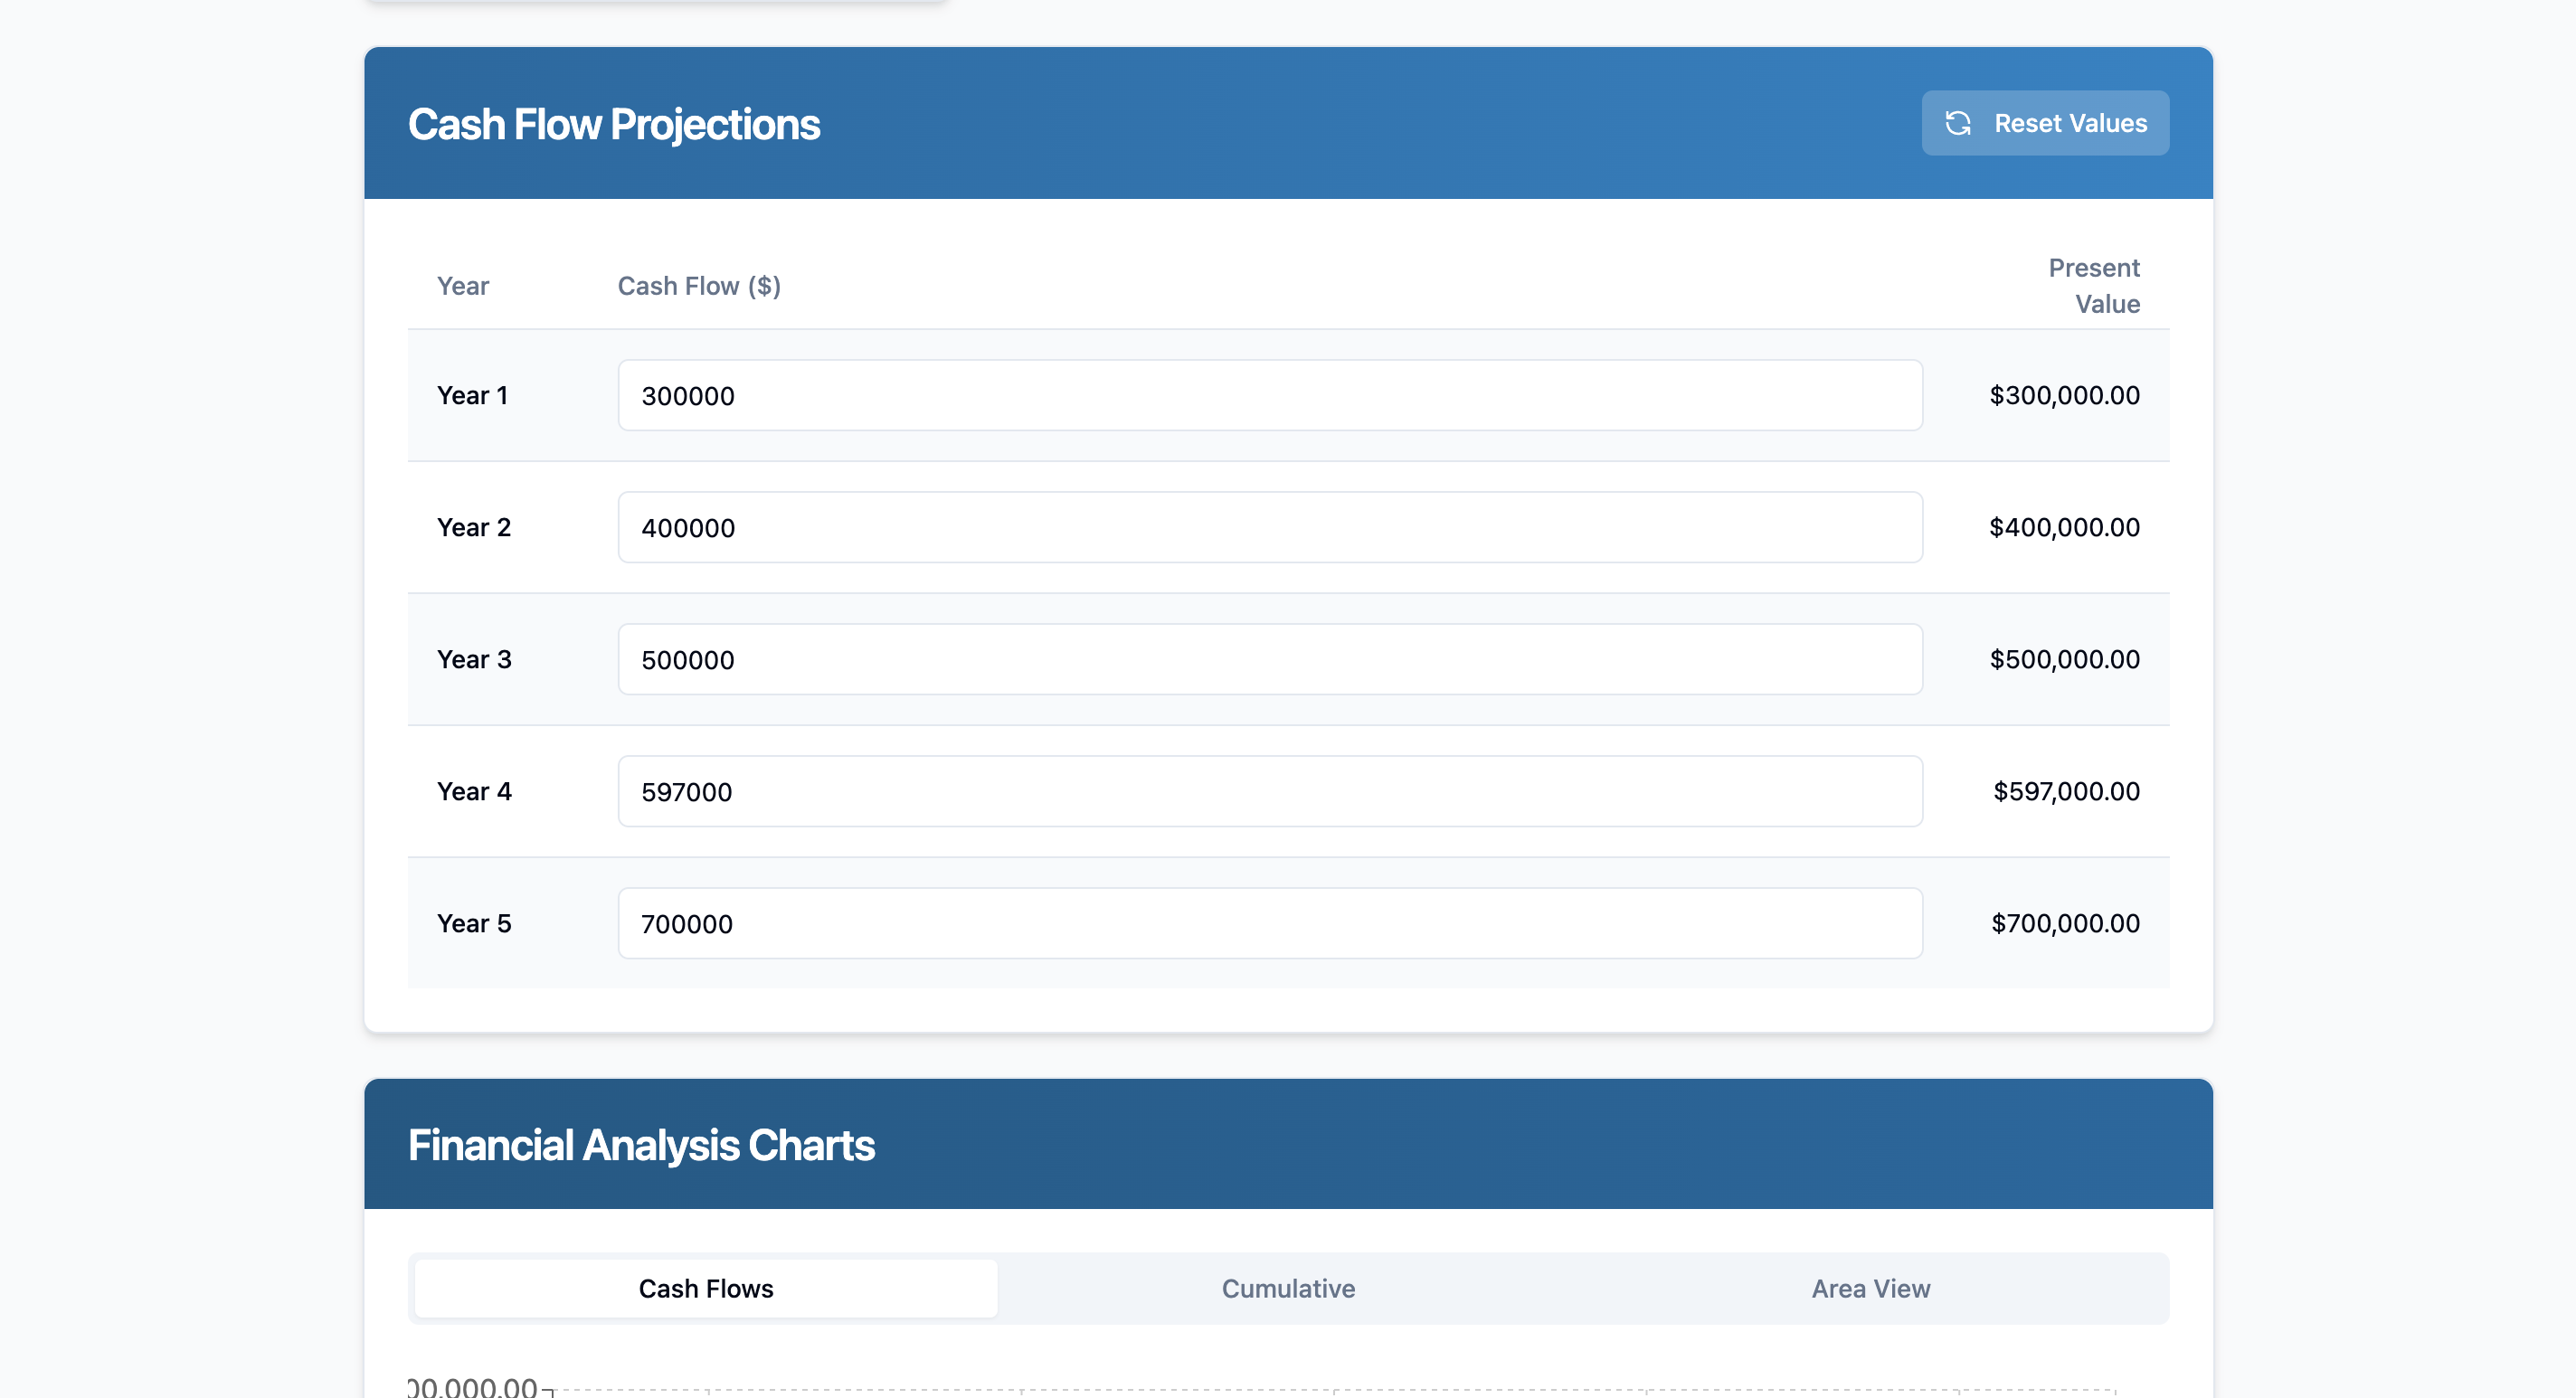 Cash Flow Projections
Reset Values
Year Cash Flow ($) Present
Value
Year 1 300000 $300,000.00
Year 2 400000 $400,000.00
Year 3 500000 $500,000.00
Year 4 597000 $597,000.00
Year 5 700000 $700,000.00
Financial Analysis Charts
Cash Flows Cumulative Area View
00,000.00